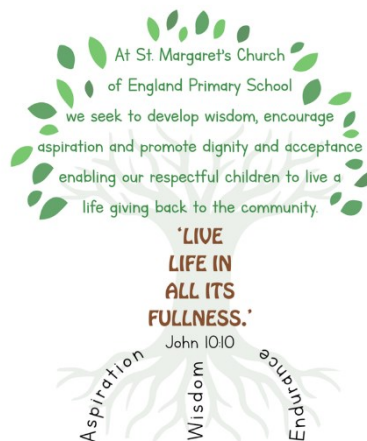 At St. Margaret's Church
of England Primary School
we seek to develop wisdom, encourage
aspiration and promote dignity and acceptance
enabling our respectful children to live a
life giving back to the community.
'LIVE
LIFE IN
ALL ITS
FULLNESS.'
John 10:10
Aspiration
Wisdom
Endurance